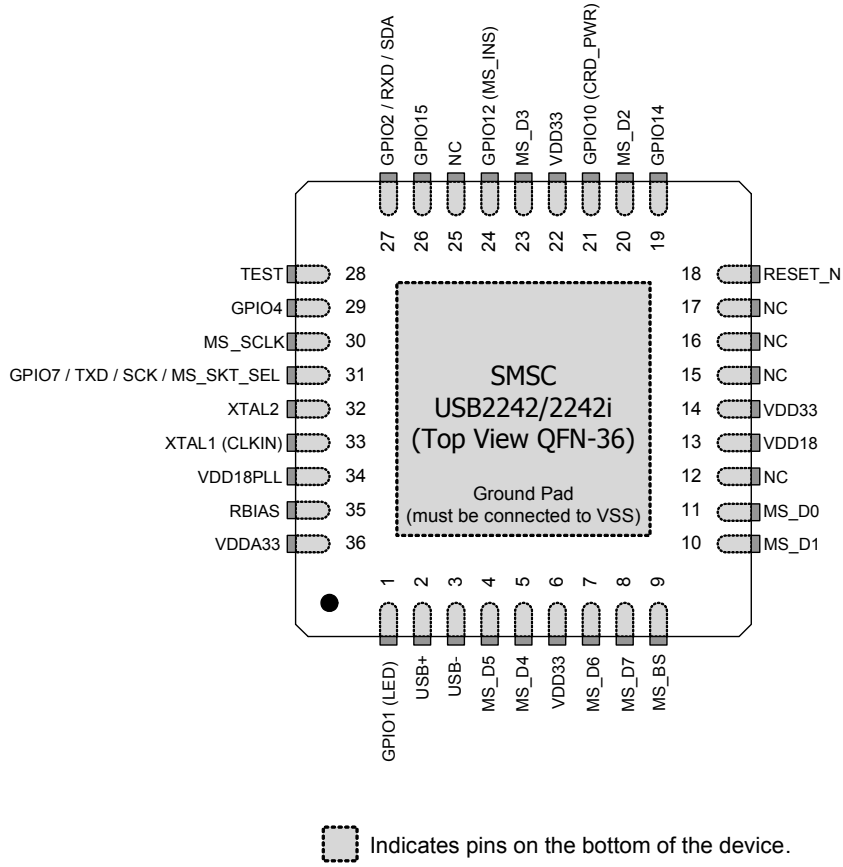 GPIO2 / RXD / SDA
GPIO15
NC
GPIO12 (MS_INS)
MS_D3
VDD33
GPIO10 (CRD_PWR)
MS_D2
GPIO14
27
26
25
24
23
22
21
20
19
TEST 28
GPIO4 29
MS_SCLK 30
GPIO7 / TXD / SCK / MS_SKT_SEL 31
XTAL2 32
XTAL1 (CLKIN) 33
VDD18PLL 34
RBIAS 35
VDDA33 36
SMSC
USB2242/2242i
(Top View QFN-36)
Ground Pad
(must be connected to VSS)
18 RESET_N
17 NC
16 NC
15 NC
14 VDD33
13 VDD18
12 NC
11 MS_D0
10 MS_D1
1
2
3
4
5
6
7
8
9
GPIO1 (LED)
USB+
USB-
MS_D5
MS_D4
VDD33
MS_D6
MS_D7
MS_BS
Indicates pins on the bottom of the device.